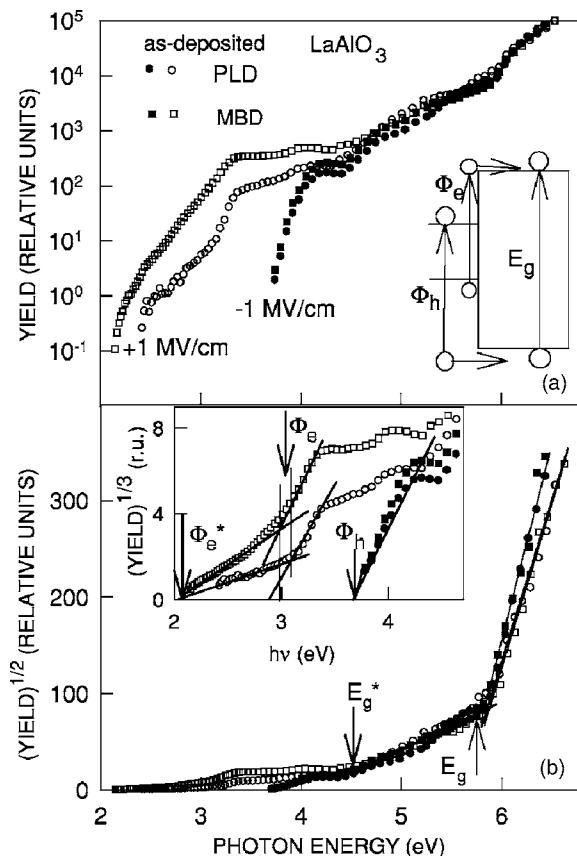 as-deposited LaAlO3
PLD
MBD
YIELD (RELATIVE UNITS)
10^5
10^4
10^3
10^2
10^1
10^0
10^-1
+1 MV/cm
-1 MV/cm
Φe
Φh
Eg
(a)
(YIELD)^1/2 (RELATIVE UNITS)
300
200
100
0
(YIELD)^1/3 (r.u.)
8
4
0
Φe*
Φe
Φh
2 3 4
hν (eV)
Eg*
Eg
(b)
2 3 4 5 6
PHOTON ENERGY (eV)